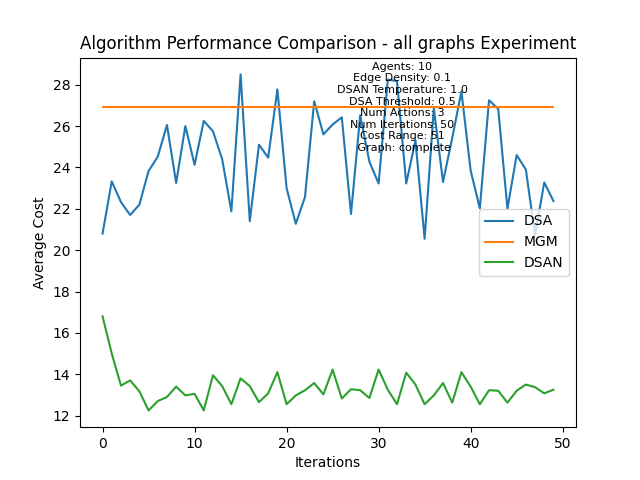 Algorithm Performance Comparison - all graphs Experiment
Agents: 10
Edge Density: 0.1
DSAN Temperature: 1.0
DSA Threshold: 0.5
Num Actions: 3
Num Iterations: 50
Cost Range: 51
Graph: complete
28
26
24
22
20
18
16
14
12
Average Cost
DSA
MGM
DSAN
0
10
20
30
40
50
Iterations